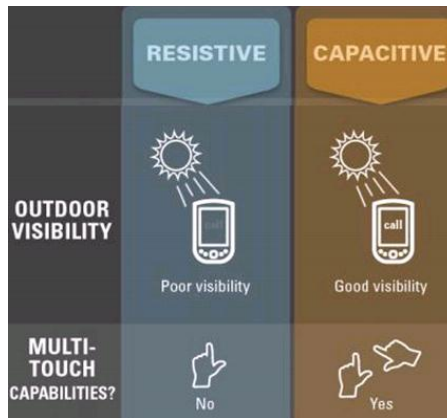 RESISTIVE
CAPACITIVE
OUTDOOR
VISIBILITY
call
call
Poor visibility
Good visibility
MULTI-
TOUCH
CAPABILITIES?
No
Yes